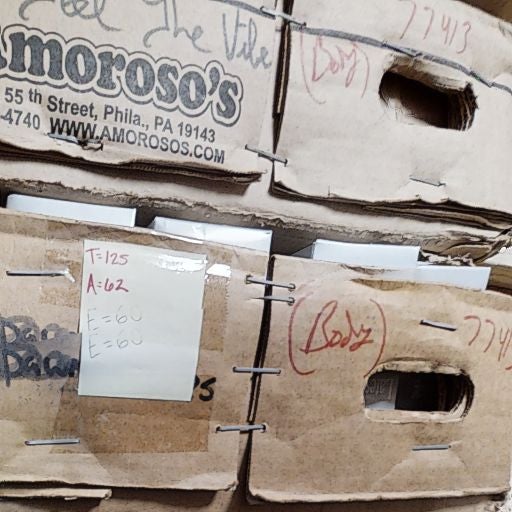 Feel The Vibe
Amoroso's
55 th Street, Phila., PA 19143
-4740 WWW.AMOROSOS.COM
(Body)
77413
T=125
A=62
E=60
E=60
(Body)
7741